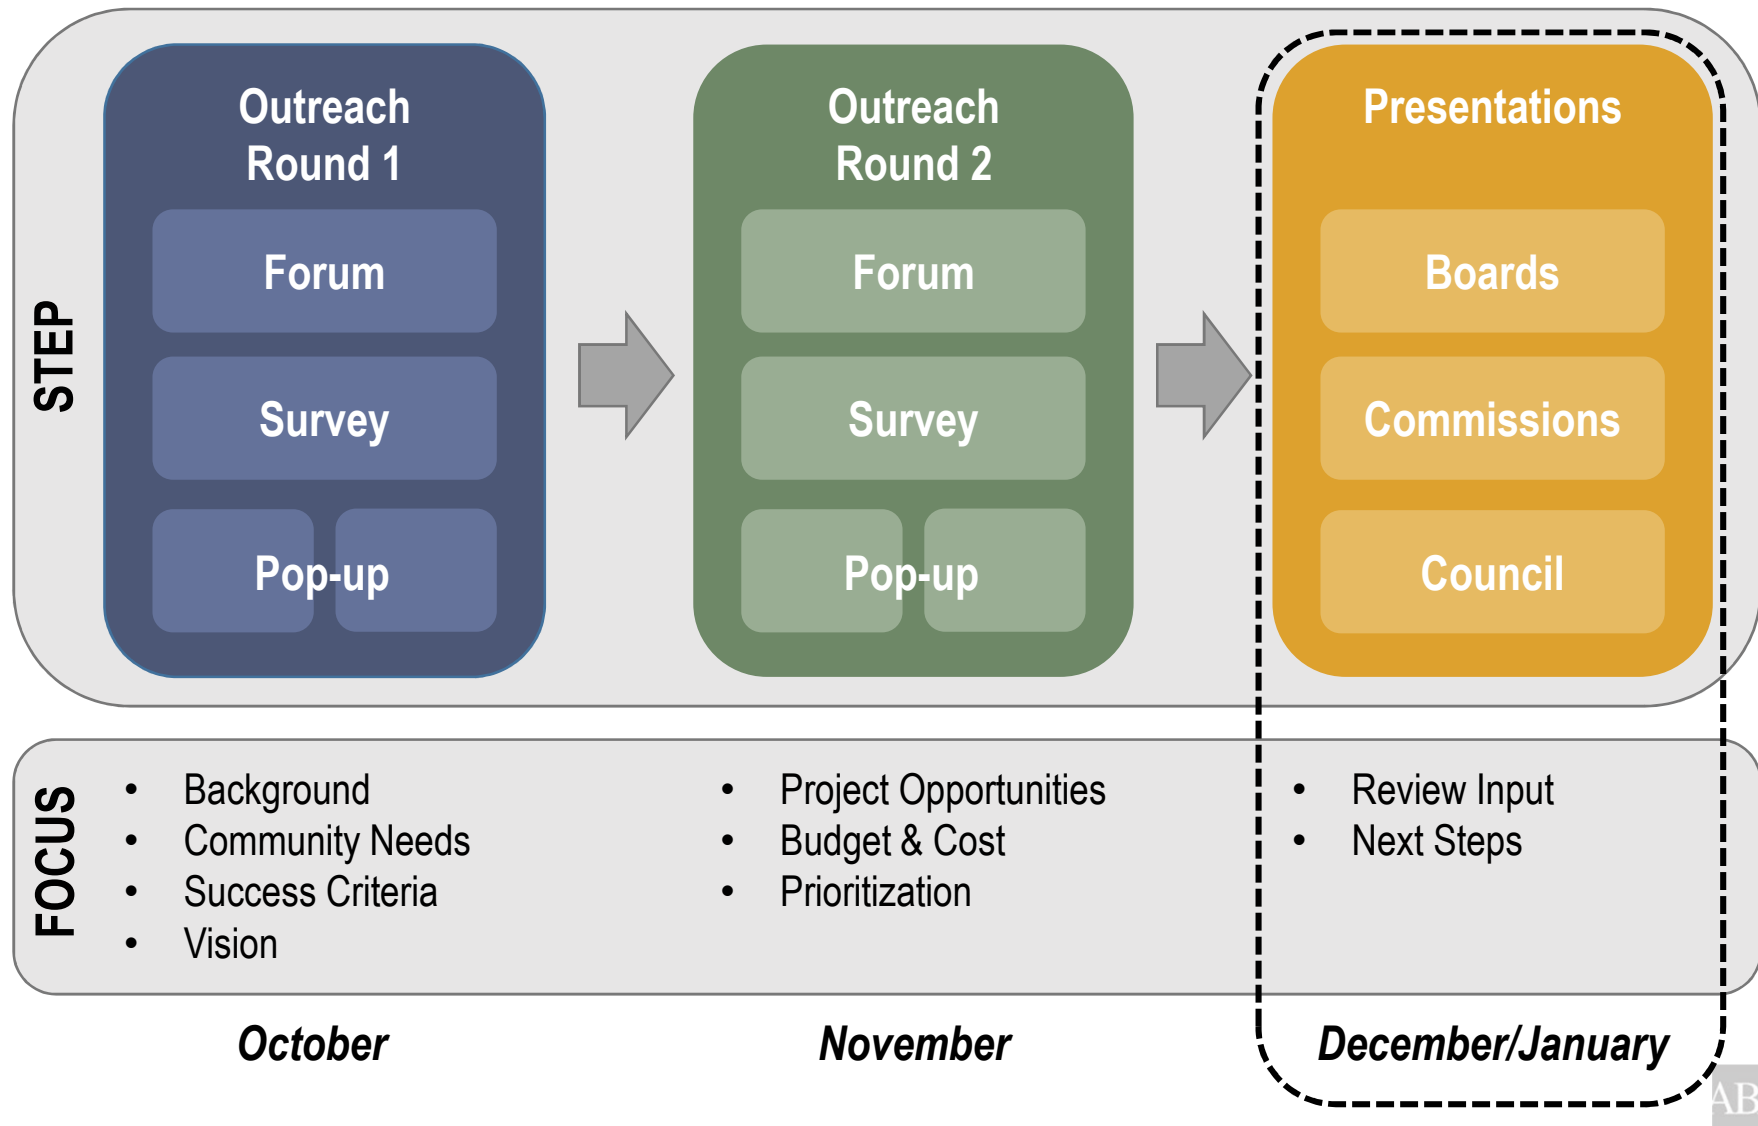 STEP
Outreach
Round 1
Forum
Survey
Pop-up
Outreach
Round 2
Forum
Survey
Pop-up
Presentations
Boards
Commissions
Council
FOCUS
• Background
• Community Needs
• Success Criteria
• Vision
• Project Opportunities
• Budget & Cost
• Prioritization
• Review Input
• Next Steps
October
November
December/January
AB